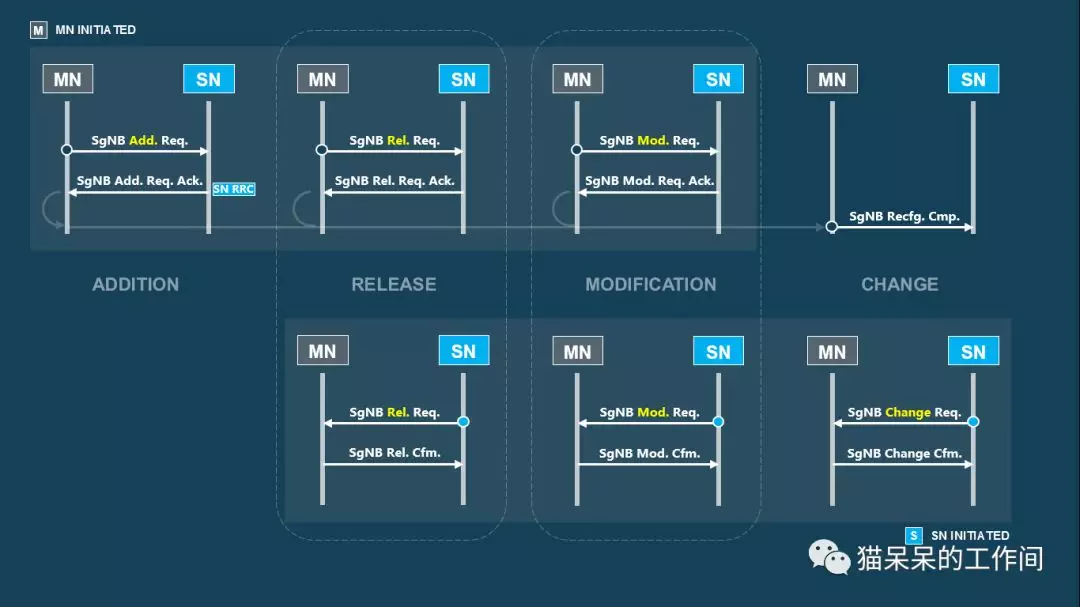 M MN INITIATED
MN SN MN SN MN SN MN SN
SgNB Add. Req. SgNB Rel. Req. SgNB Mod. Req.
SgNB Add. Req. Ack. SN RRC SgNB Rel. Req. Ack. SgNB Mod. Req. Ack.
SgNB Recfg. Cmp.
ADDITION RELEASE MODIFICATION CHANGE
MN SN MN SN MN SN
SgNB Rel. Req. SgNB Mod. Req. SgNB Change Req.
SgNB Rel. Cfm. SgNB Mod. Cfm. SgNB Change Cfm.
S SN INITIATED
猫呆呆的工作间